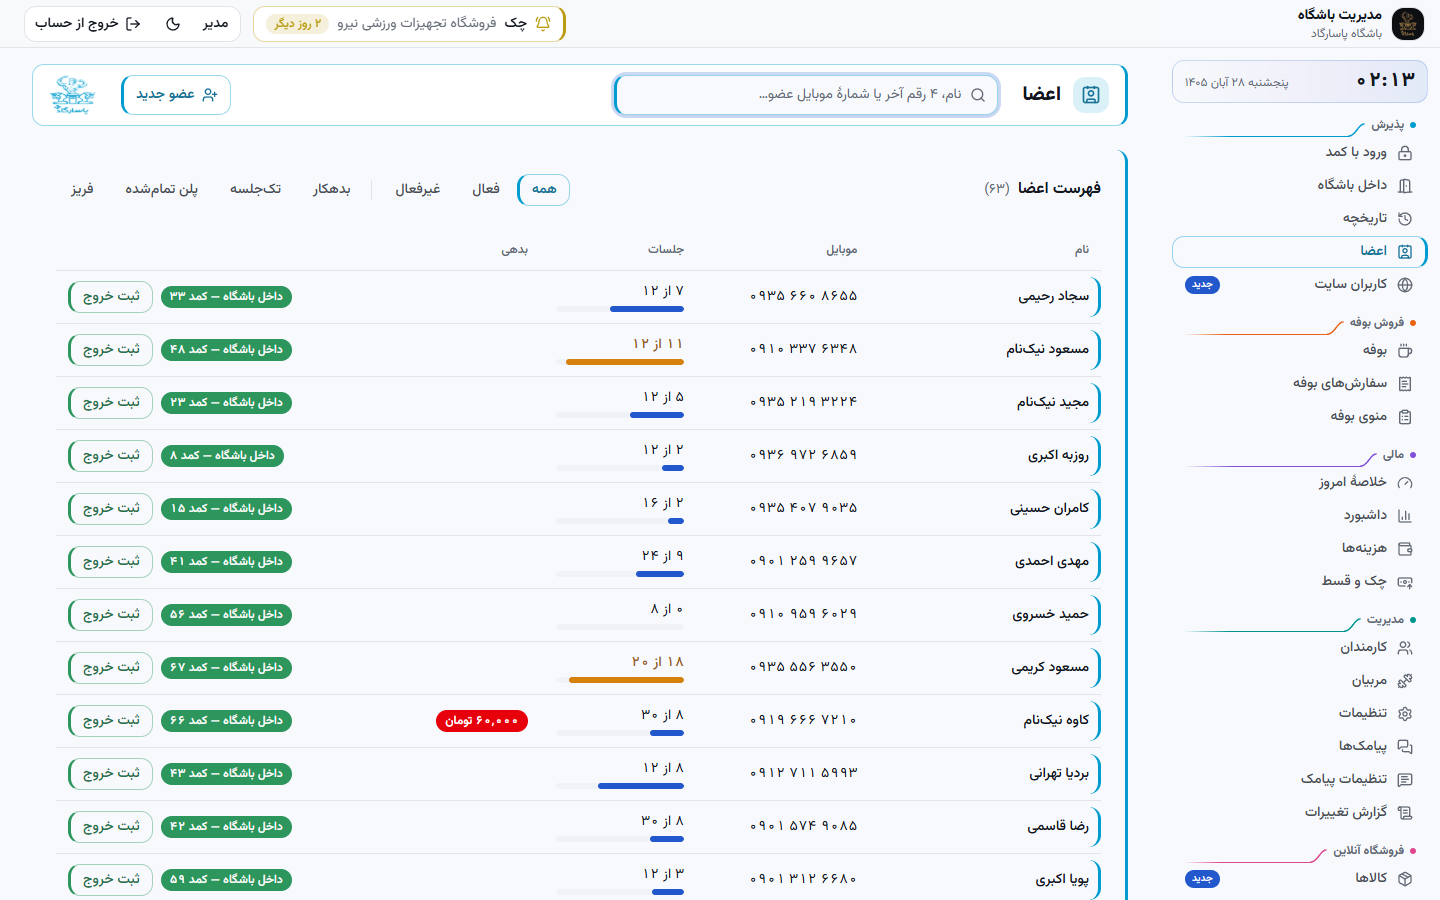 مدیریت باشگاه
باشگاه پاسارگاد
چک فروشگاه تجهیزات ورزشی نیرو ۲ روز دیگر
مدیر
خروج از حساب
۰۲:۱۳
پنجشنبه ۲۸ آبان ۱۴۰۵
پذیرش
ورود با کمد
داخل باشگاه
تاریخچه
اعضا
کاربران سایت جدید
فروش بوفه
بوفه
سفارش‌های بوفه
منوی بوفه
مالی
خلاصهٔ امروز
داشبورد
هزینه‌ها
چک و قسط
مدیریت
کارمندان
مربیان
تنظیمات
پیامک‌ها
تنظیمات پیامک
گزارش تغییرات
فروشگاه آنلاین
کالاها جدید
اعضا
نام، ۴ رقم آخر یا شمارهٔ موبایل عضو...
عضو جدید
پاسارگاد
فهرست اعضا (۶۳)
همه فعال غیرفعال بدهکار تک‌جلسه پلن تمام‌شده فریز
نام موبایل جلسات بدهی
سجاد رحیمی ۰۹۳۵ ۶۶۰ ۸۶۵۵ ۷ از ۱۲ داخل باشگاه — کمد ۳۳ ثبت خروج
مسعود نیک‌نام ۰۹۱۰ ۳۳۷ ۶۳۴۸ ۱۱ از ۱۲ داخل باشگاه — کمد ۴۸ ثبت خروج
مجید نیک‌نام ۰۹۳۵ ۲۱۹ ۳۲۲۴ ۵ از ۱۲ داخل باشگاه — کمد ۲۳ ثبت خروج
روزبه اکبری ۰۹۳۶ ۹۷۲ ۶۸۵۹ ۲ از ۱۲ داخل باشگاه — کمد ۸ ثبت خروج
کامران حسینی ۰۹۳۵ ۴۰۷ ۹۰۳۵ ۲ از ۱۶ داخل باشگاه — کمد ۱۵ ثبت خروج
مهدی احمدی ۰۹۰۱ ۲۵۹ ۹۶۵۷ ۹ از ۲۴ داخل باشگاه — کمد ۴۱ ثبت خروج
حمید خسروی ۰۹۱۰ ۹۵۹ ۶۰۲۹ ۰ از ۸ داخل باشگاه — کمد ۵۶ ثبت خروج
مسعود کریمی ۰۹۳۵ ۵۵۶ ۳۵۵۰ ۱۸ از ۲۰ داخل باشگاه — کمد ۶۷ ثبت خروج
کاوه نیک‌نام ۰۹۱۹ ۶۶۶ ۷۲۱۰ ۸ از ۳۰ ۶۰,۰۰۰ تومان داخل باشگاه — کمد ۶۶ ثبت خروج
بردیا تهرانی ۰۹۱۲ ۷۱۱ ۵۹۹۳ ۸ از ۱۲ داخل باشگاه — کمد ۴۳ ثبت خروج
رضا قاسمی ۰۹۰۱ ۵۷۴ ۹۰۸۵ ۸ از ۳۰ داخل باشگاه — کمد ۴۲ ثبت خروج
پویا اکبری ۰۹۰۱ ۳۱۲ ۶۶۸۰ ۳ از ۱۲ داخل باشگاه — کمد ۵۹ ثبت خروج